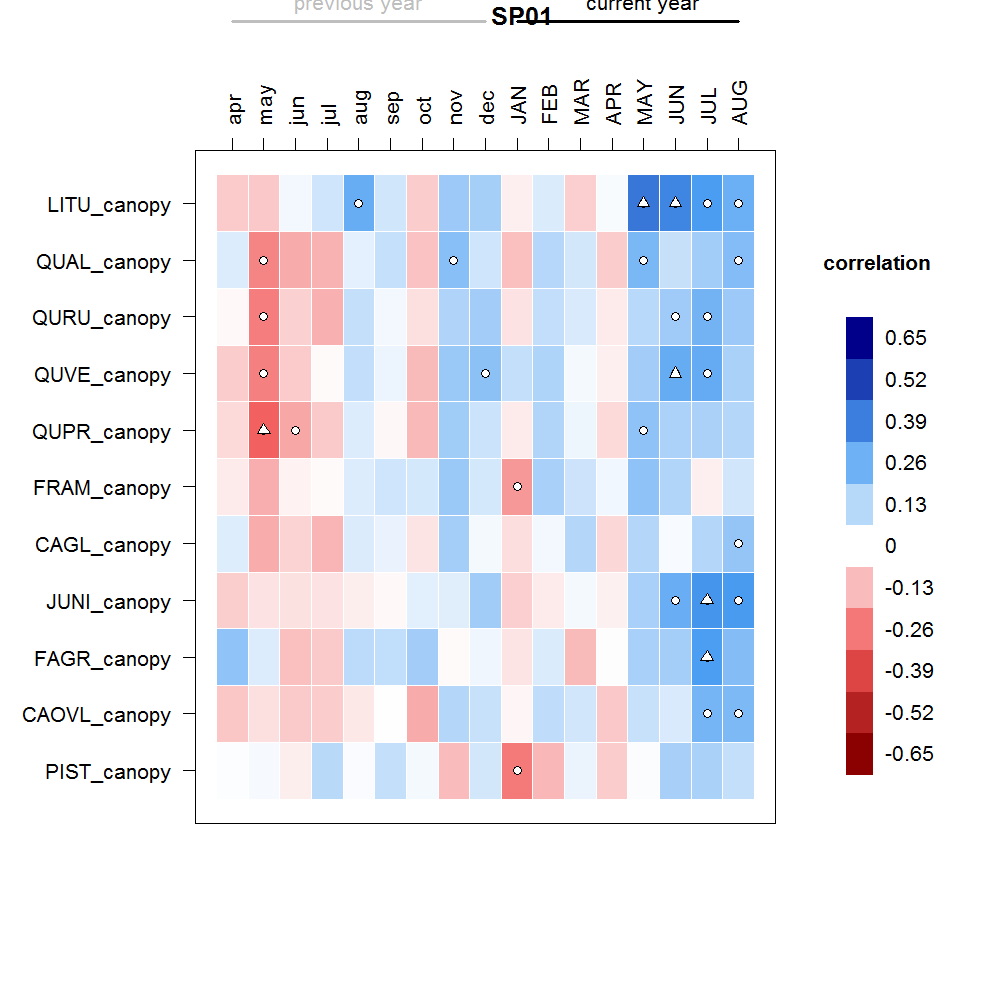 previous year
SP01
current year
apr may jun jul aug sep oct nov dec JAN FEB MAR APR MAY JUN JUL AUG
LITU_canopy
QUAL_canopy
QURU_canopy
QUVE_canopy
QUPR_canopy
FRAM_canopy
CAGL_canopy
JUNI_canopy
FAGR_canopy
CAOVL_canopy
PIST_canopy
correlation
0.65
0.52
0.39
0.26
0.13
0
-0.13
-0.26
-0.39
-0.52
-0.65